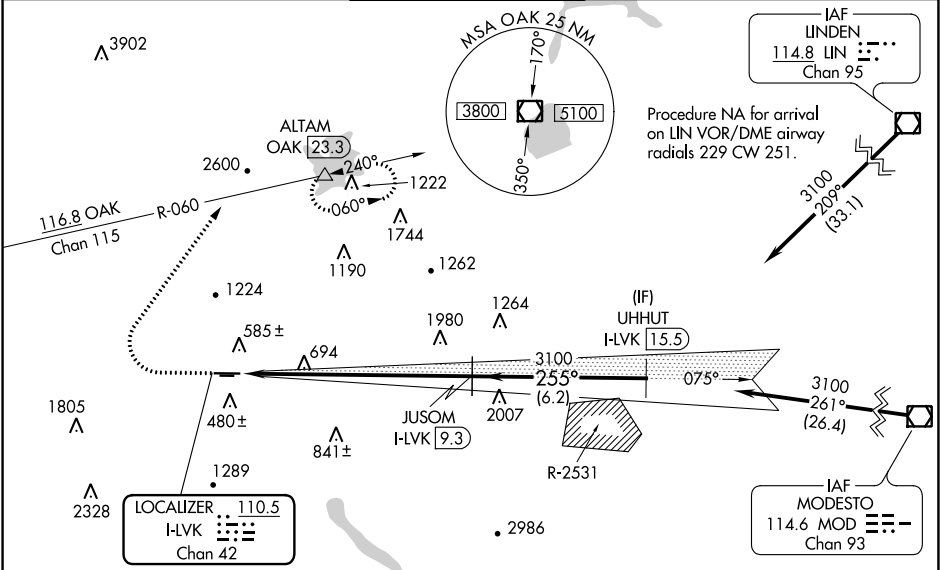 3902
MSA OAK 25 NM
170°
3800
5100
350°
IAF
LINDEN
114.8 LIN
Chan 95
Procedure NA for arrival
on LIN VOR/DME airway
radials 229 CW 251.
3100
209°
(33.1)
ALTAM
OAK 23.3
2600
240°
1222
060°
116.8 OAK
R-060
Chan 115
1744
1190
1262
1224
1264
(IF)
UHHUT
I-LVK 15.5
585±
1980
694
3100
255°
(6.2)
075°
3100
261°
(26.4)
JUSOM
I-LVK 9.3
2007
1805
480±
841±
R-2531
1289
2328
LOCALIZER 110.5
I-LVK
Chan 42
2986
IAF
MODESTO
114.6 MOD
Chan 93